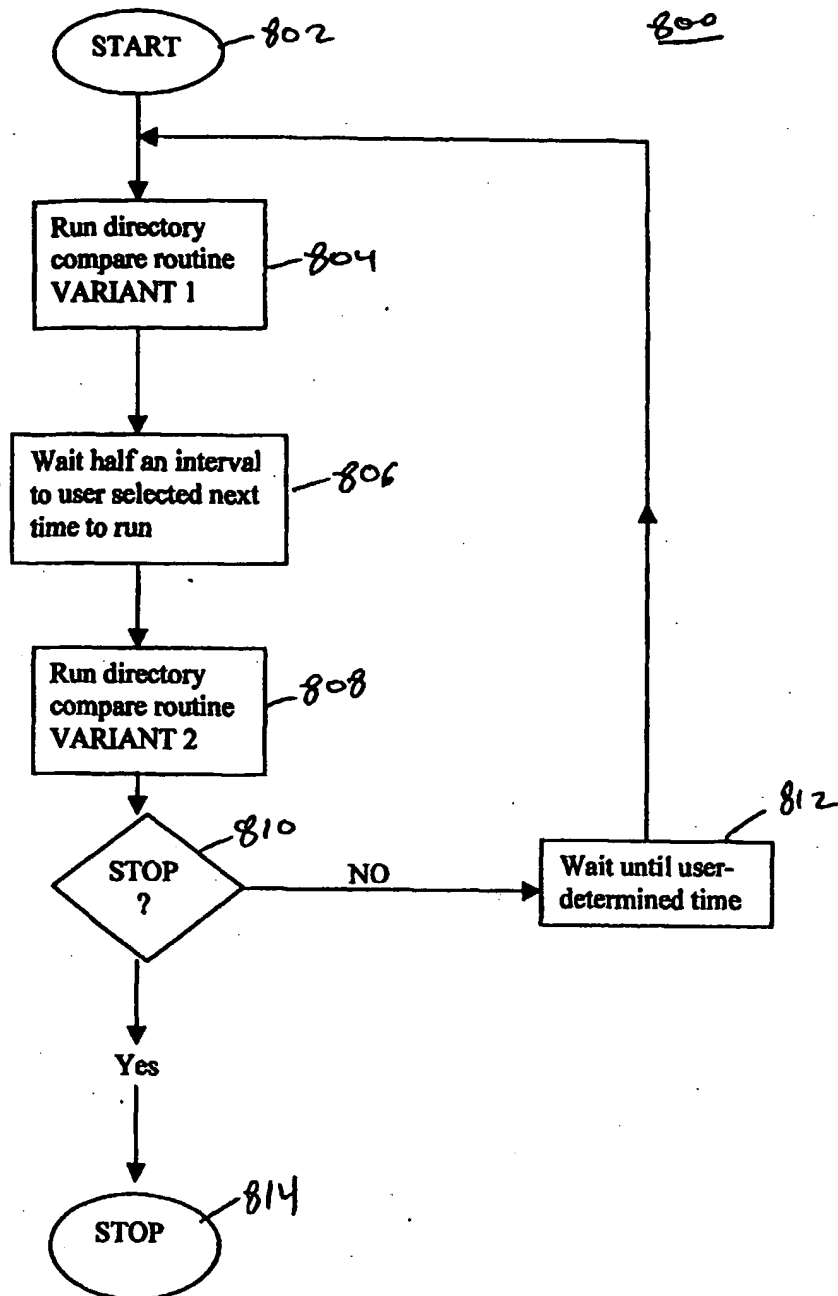 START
802
800
Run directory
compare routine
VARIANT 1
804
Wait half an interval
to user selected next
time to run
806
Run directory
compare routine
VARIANT 2
808
STOP
?
810
NO
Wait until user-
determined time
812
Yes
STOP
814